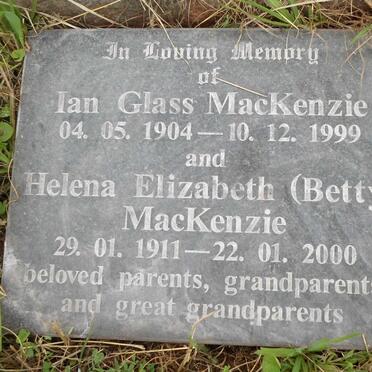 In Loving Memory
of
Ian Glass MacKenzie
04. 05. 1904 — 10. 12. 1999
and
Helena Elizabeth (Betty
MacKenzie
29. 01. 1911 — 22. 01. 2000
beloved parents, grandparents
and great grandparents